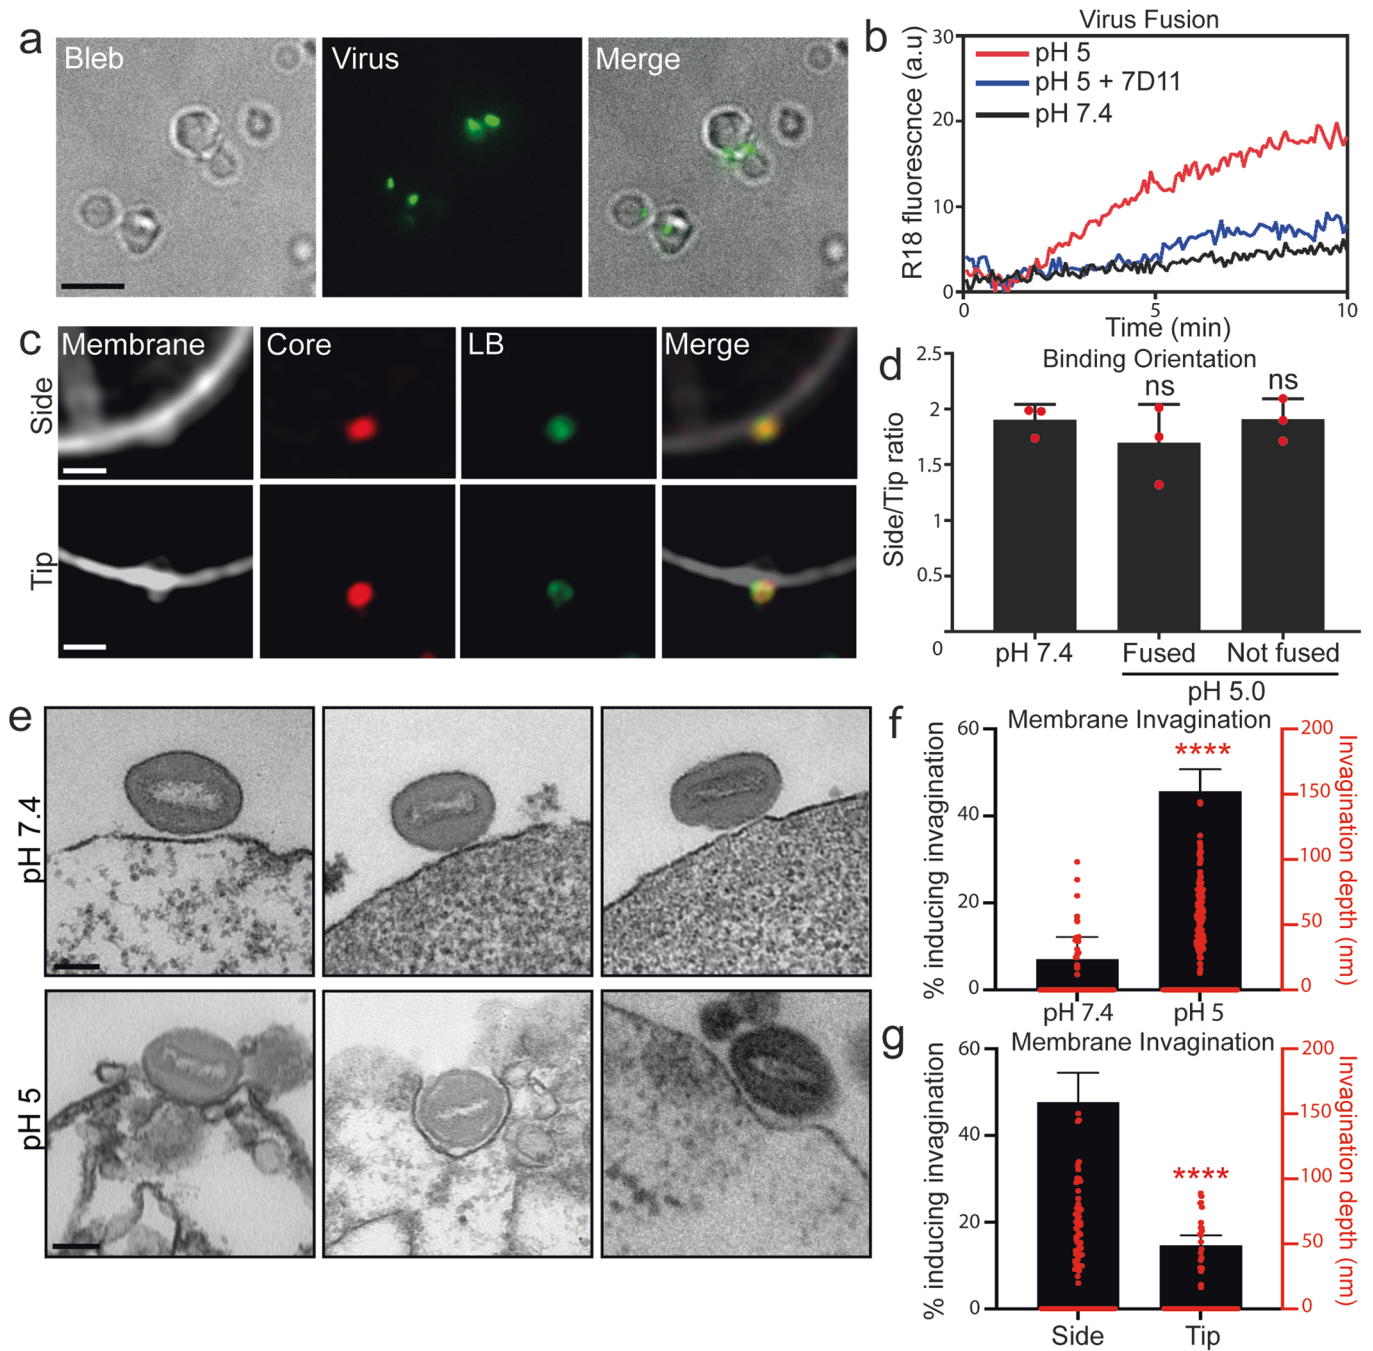 a
Bleb
Virus
Merge
b
Virus Fusion
R18 fluorescnce (a.u)
30
20
10
0
pH 5
pH 5 + 7D11
pH 7.4
0
5
10
Time (min)
c
Membrane
Core
LB
Merge
Side
Tip
d
Binding Orientation
Side/Tip ratio
2.5
2
1.5
1
0.5
0
ns
ns
pH 7.4
Fused
Not fused
pH 5.0
e
pH 7.4
pH 5
f
Membrane Invagination
% inducing invagination
60
40
20
0
****
200
150
100
50
0
Invagination depth (nm)
pH 7.4
pH 5
g
Membrane Invagination
% inducing invagination
60
40
20
0
****
200
150
100
50
0
Invagination depth (nm)
Side
Tip